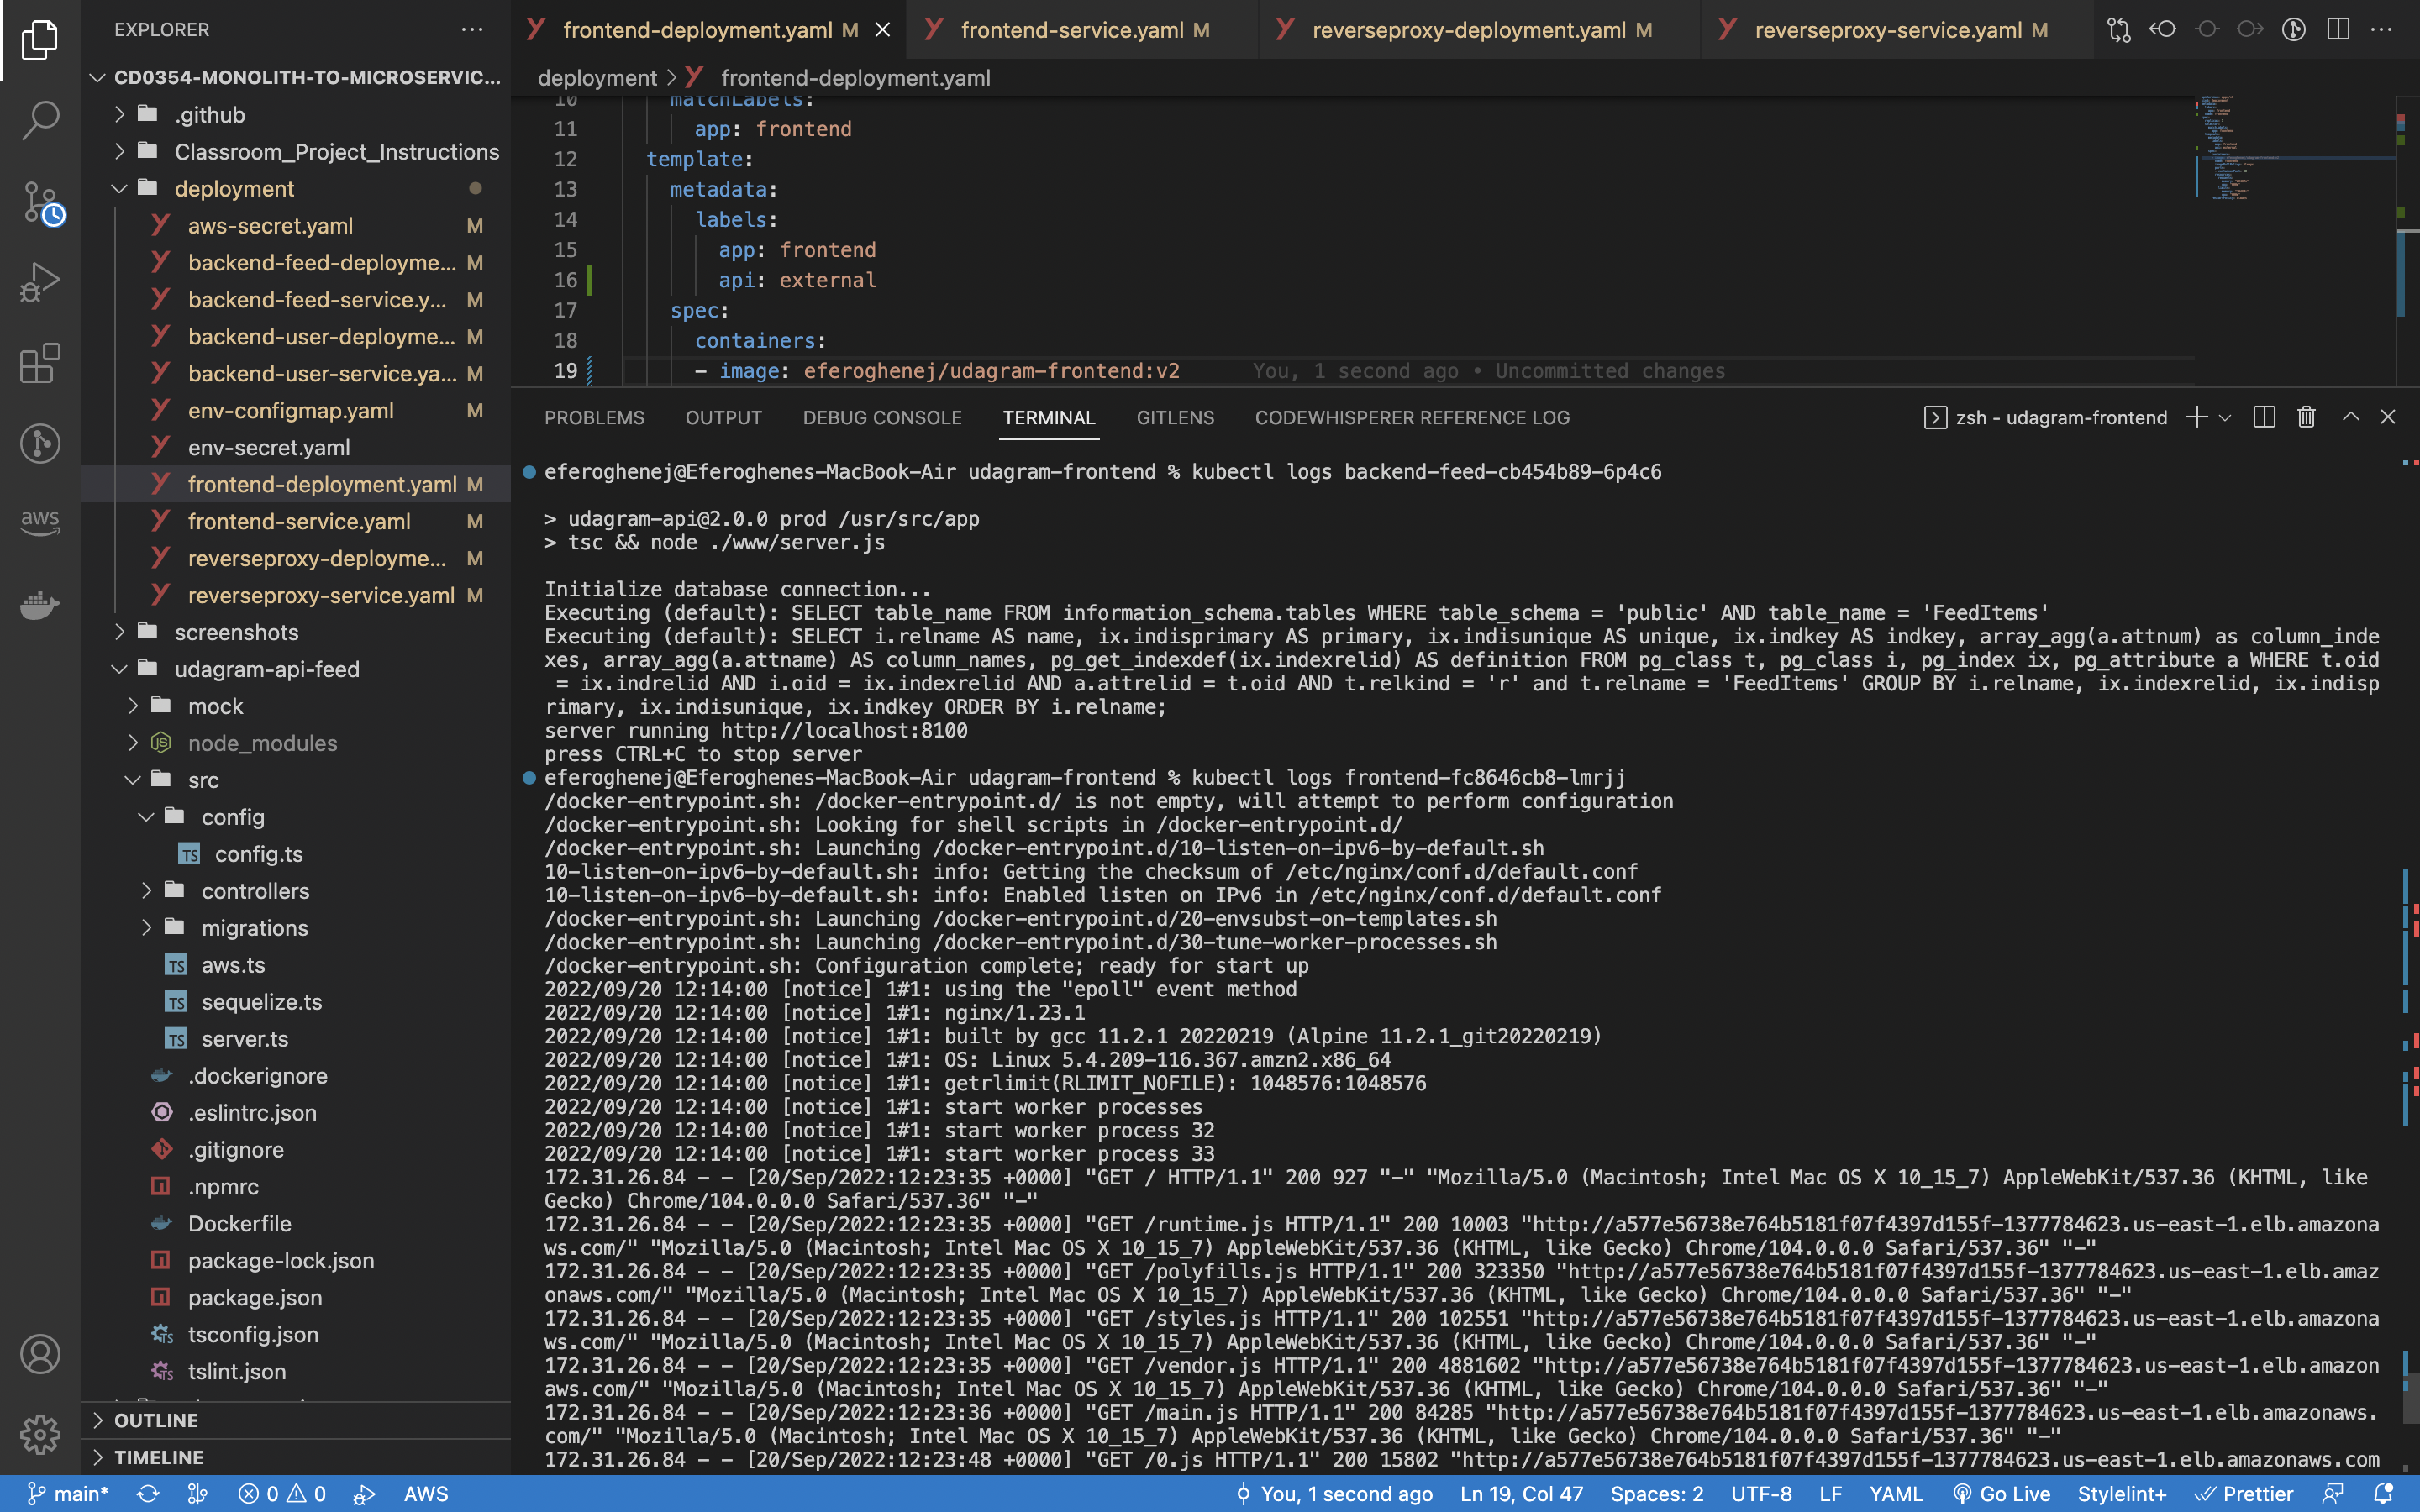 EXPLORER
CD0354-MONOLITH-TO-MICROSERVIC...
.github
Classroom_Project_Instructions
deployment
aws-secret.yaml M
backend-feed-deployme... M
backend-feed-service.y... M
backend-user-deployme... M
backend-user-service.ya... M
env-configmap.yaml M
env-secret.yaml
frontend-deployment.yaml M
frontend-service.yaml M
reverseproxy-deployme... M
reverseproxy-service.yaml M
screenshots
udagram-api-feed
mock
node_modules
src
config
config.ts
controllers
migrations
aws.ts
sequelize.ts
server.ts
.dockerignore
.eslintrc.json
.gitignore
.npmrc
Dockerfile
package-lock.json
package.json
tsconfig.json
tslint.json
OUTLINE
TIMELINE
aws
frontend-deployment.yaml M
frontend-service.yaml M
reverseproxy-deployment.yaml M
reverseproxy-service.yaml M
deployment > frontend-deployment.yaml
10 matchLabels:
11 app: frontend
12 template:
13 metadata:
14 labels:
15 app: frontend
16 api: external
17 spec:
18 containers:
19 - image: eferoghenej/udagram-frontend:v2 You, 1 second ago • Uncommitted changes
PROBLEMS OUTPUT DEBUG CONSOLE TERMINAL GITLENS CODEWHISPERER REFERENCE LOG
zsh - udagram-frontend
eferoghenej@Eferoghenes-MacBook-Air udagram-frontend % kubectl logs backend-feed-cb454b89-6p4c6
> udagram-api@2.0.0 prod /usr/src/app
> tsc && node ./www/server.js
Initialize database connection...
Executing (default): SELECT table_name FROM information_schema.tables WHERE table_schema = 'public' AND table_name = 'FeedItems'
Executing (default): SELECT i.relname AS name, ix.indisprimary AS primary, ix.indisunique AS unique, ix.indkey AS indkey, array_agg(a.attnum) as column_inde
xes, array_agg(a.attname) AS column_names, pg_get_indexdef(ix.indexrelid) AS definition FROM pg_class t, pg_class i, pg_index ix, pg_attribute a WHERE t.oid
= ix.indrelid AND i.oid = ix.indexrelid AND a.attrelid = t.oid AND t.relkind = 'r' and t.relname = 'FeedItems' GROUP BY i.relname, ix.indexrelid, ix.indisp
rimary, ix.indisunique, ix.indkey ORDER BY i.relname;
server running http://localhost:8100
press CTRL+C to stop server
eferoghenej@Eferoghenes-MacBook-Air udagram-frontend % kubectl logs frontend-fc8646cb8-lmrjj
/docker-entrypoint.sh: /docker-entrypoint.d/ is not empty, will attempt to perform configuration
/docker-entrypoint.sh: Looking for shell scripts in /docker-entrypoint.d/
/docker-entrypoint.sh: Launching /docker-entrypoint.d/10-listen-on-ipv6-by-default.sh
10-listen-on-ipv6-by-default.sh: info: Getting the checksum of /etc/nginx/conf.d/default.conf
10-listen-on-ipv6-by-default.sh: info: Enabled listen on IPv6 in /etc/nginx/conf.d/default.conf
/docker-entrypoint.sh: Launching /docker-entrypoint.d/20-envsubst-on-templates.sh
/docker-entrypoint.sh: Launching /docker-entrypoint.d/30-tune-worker-processes.sh
/docker-entrypoint.sh: Configuration complete; ready for start up
2022/09/20 12:14:00 [notice] 1#1: using the "epoll" event method
2022/09/20 12:14:00 [notice] 1#1: nginx/1.23.1
2022/09/20 12:14:00 [notice] 1#1: built by gcc 11.2.1 20220219 (Alpine 11.2.1_git20220219)
2022/09/20 12:14:00 [notice] 1#1: OS: Linux 5.4.209-116.367.amzn2.x86_64
2022/09/20 12:14:00 [notice] 1#1: getrlimit(RLIMIT_NOFILE): 1048576:1048576
2022/09/20 12:14:00 [notice] 1#1: start worker processes
2022/09/20 12:14:00 [notice] 1#1: start worker process 32
2022/09/20 12:14:00 [notice] 1#1: start worker process 33
172.31.26.84 - - [20/Sep/2022:12:23:35 +0000] "GET / HTTP/1.1" 200 927 "-" "Mozilla/5.0 (Macintosh; Intel Mac OS X 10_15_7) AppleWebKit/537.36 (KHTML, like
Gecko) Chrome/104.0.0.0 Safari/537.36" "-"
172.31.26.84 - - [20/Sep/2022:12:23:35 +0000] "GET /runtime.js HTTP/1.1" 200 10003 "http://a577e56738e764b5181f07f4397d155f-1377784623.us-east-1.elb.amazona
ws.com/" "Mozilla/5.0 (Macintosh; Intel Mac OS X 10_15_7) AppleWebKit/537.36 (KHTML, like Gecko) Chrome/104.0.0.0 Safari/537.36" "-"
172.31.26.84 - - [20/Sep/2022:12:23:35 +0000] "GET /polyfills.js HTTP/1.1" 200 323350 "http://a577e56738e764b5181f07f4397d155f-1377784623.us-east-1.elb.amaz
onaws.com/" "Mozilla/5.0 (Macintosh; Intel Mac OS X 10_15_7) AppleWebKit/537.36 (KHTML, like Gecko) Chrome/104.0.0.0 Safari/537.36" "-"
172.31.26.84 - - [20/Sep/2022:12:23:35 +0000] "GET /styles.js HTTP/1.1" 200 102551 "http://a577e56738e764b5181f07f4397d155f-1377784623.us-east-1.elb.amazona
ws.com/" "Mozilla/5.0 (Macintosh; Intel Mac OS X 10_15_7) AppleWebKit/537.36 (KHTML, like Gecko) Chrome/104.0.0.0 Safari/537.36" "-"
172.31.26.84 - - [20/Sep/2022:12:23:35 +0000] "GET /vendor.js HTTP/1.1" 200 4881602 "http://a577e56738e764b5181f07f4397d155f-1377784623.us-east-1.elb.amazon
aws.com/" "Mozilla/5.0 (Macintosh; Intel Mac OS X 10_15_7) AppleWebKit/537.36 (KHTML, like Gecko) Chrome/104.0.0.0 Safari/537.36" "-"
172.31.26.84 - - [20/Sep/2022:12:23:36 +0000] "GET /main.js HTTP/1.1" 200 84285 "http://a577e56738e764b5181f07f4397d155f-1377784623.us-east-1.elb.amazonaws.
com/" "Mozilla/5.0 (Macintosh; Intel Mac OS X 10_15_7) AppleWebKit/537.36 (KHTML, like Gecko) Chrome/104.0.0.0 Safari/537.36" "-"
172.31.26.84 - - [20/Sep/2022:12:23:48 +0000] "GET /0.js HTTP/1.1" 200 15802 "http://a577e56738e764b5181f07f4397d155f-1377784623.us-east-1.elb.amazonaws.com
main* 0 0 AWS You, 1 second ago Ln 19, Col 47 Spaces: 2 UTF-8 LF YAML Go Live Stylelint+ Prettier